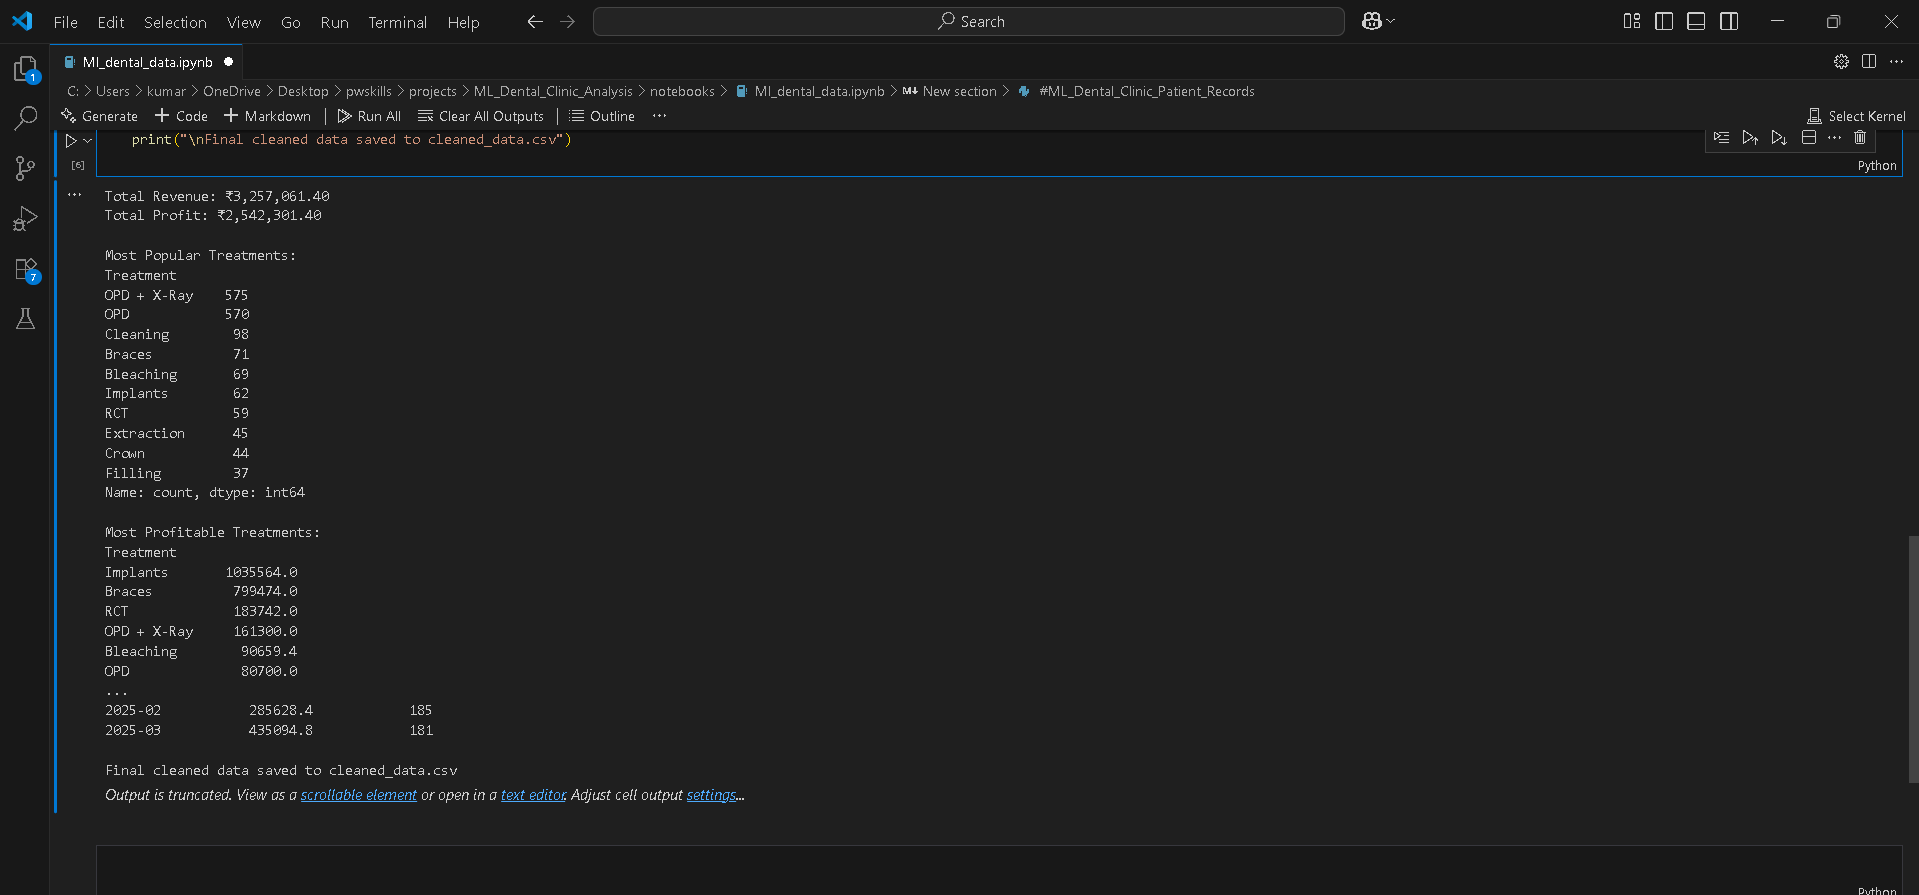 File Edit Selection View Go Run Terminal Help
Search
1
7
Ml_dental_data.ipynb
C: > Users > kumar > OneDrive > Desktop > pwskills > projects > ML_Dental_Clinic_Analysis > notebooks > Ml_dental_data.ipynb > M↓ New section > #ML_Dental_Clinic_Patient_Records
Generate + Code + Markdown | Run All Clear All Outputs | Outline ...
Select Kernel
print("\nFinal cleaned data saved to cleaned_data.csv")
[6]
Python
Total Revenue: ₹3,257,061.40
Total Profit: ₹2,542,301.40
Most Popular Treatments:
Treatment
OPD + X-Ray 575
OPD 570
Cleaning 98
Braces 71
Bleaching 69
Implants 62
RCT 59
Extraction 45
Crown 44
Filling 37
Name: count, dtype: int64
Most Profitable Treatments:
Treatment
Implants 1035564.0
Braces 799474.0
RCT 183742.0
OPD + X-Ray 161300.0
Bleaching 90659.4
OPD 80700.0
...
2025-02 285628.4 185
2025-03 435094.8 181
Final cleaned data saved to cleaned_data.csv
Output is truncated. View as a scrollable element or open in a text editor. Adjust cell output settings...
Python